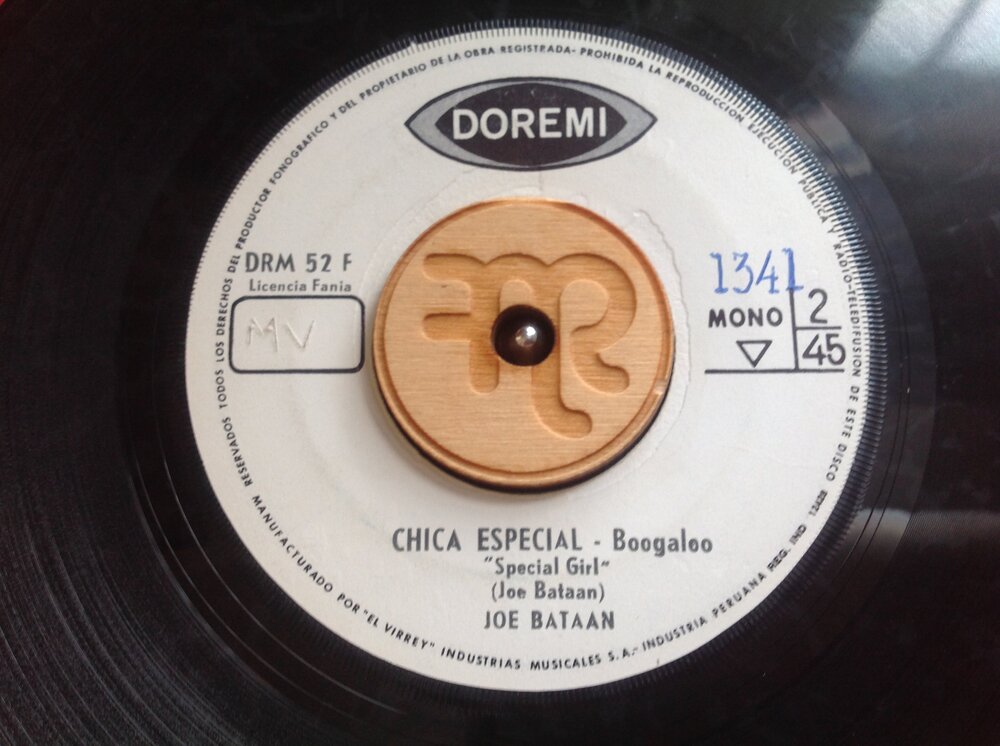 RESERVADOS TODOS LOS DERECHOS DEL PRODUCTOR FONOGRAFICO Y DEL PROPIETARIO DE LA OBRA REGISTRADA- PROHIBIDA LA REPRODUCCION EJECUCION PUBLICA Y RADIO-TELEDIFUSION DE ESTE DISCO
DOREMI
DRM 52 F
Licencia Fania
MV
1341
MONO
2
45
CHICA ESPECIAL - Boogaloo
"Special Girl"
(Joe Bataan)
JOE BATAAN
MANUFACTURADO POR "EL VIRREY" INDUSTRIAS MUSICALES S.A.- INDUSTRIA PERUANA REG. IND